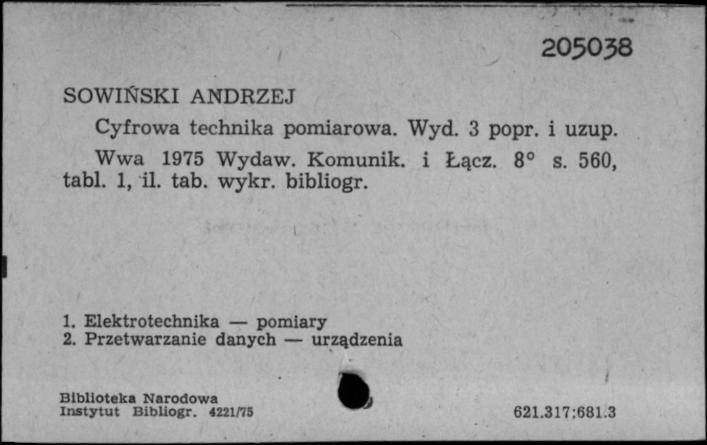 205038
SOWIŃSKI ANDRZEJ
Cyfrowa technika pomiarowa. Wyd. 3 popr. i uzup.
Wwa 1975 Wydaw. Komunik. i Łącz. 8° s. 560,
tabl. 1, il. tab. wykr. bibliogr.
1. Elektrotechnika — pomiary
2. Przetwarzanie danych — urządzenia
Biblioteka Narodowa
Instytut Bibliogr. 4221/75
621.317:681.3